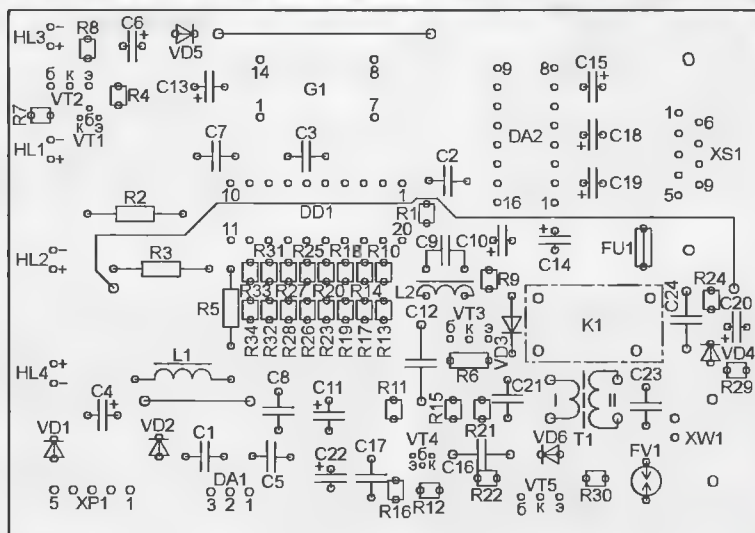 HL3 - R8 C6 VD5
+ + 14 8 C15
б к э C13 G1 9 8 +
VT2 R4 + 1 7 1
R7 к 6
б э DA2
HL1 - VT1 C7 C3 + C18 XS1
+ C2 C19
10 1 + 5 9
R2 DD1 16 1
11 R1
20 C9 C10 + + FU1
HL2 - R3 R31 R25 R18 R10 C14
+ R9 C24 R24 C20
R5 R33 R27 R20 R14 L2 +
R34 R32 R28 R26 R23 R19 R17 R13 C12 VT3 VD3 K1 VD4
б к э
HL4 + L1 R6 R29
-
C4 + C8 C11 R11 R15 C21 I II C23
+ R21
VD1 VD2 C1 C22 C17 VT4 C16 VD6 T1 XW1
+ э б к FV1
5 XP1 1 DA1 C5 R16 R12 R22 VT5 R30
3 2 1 б к э